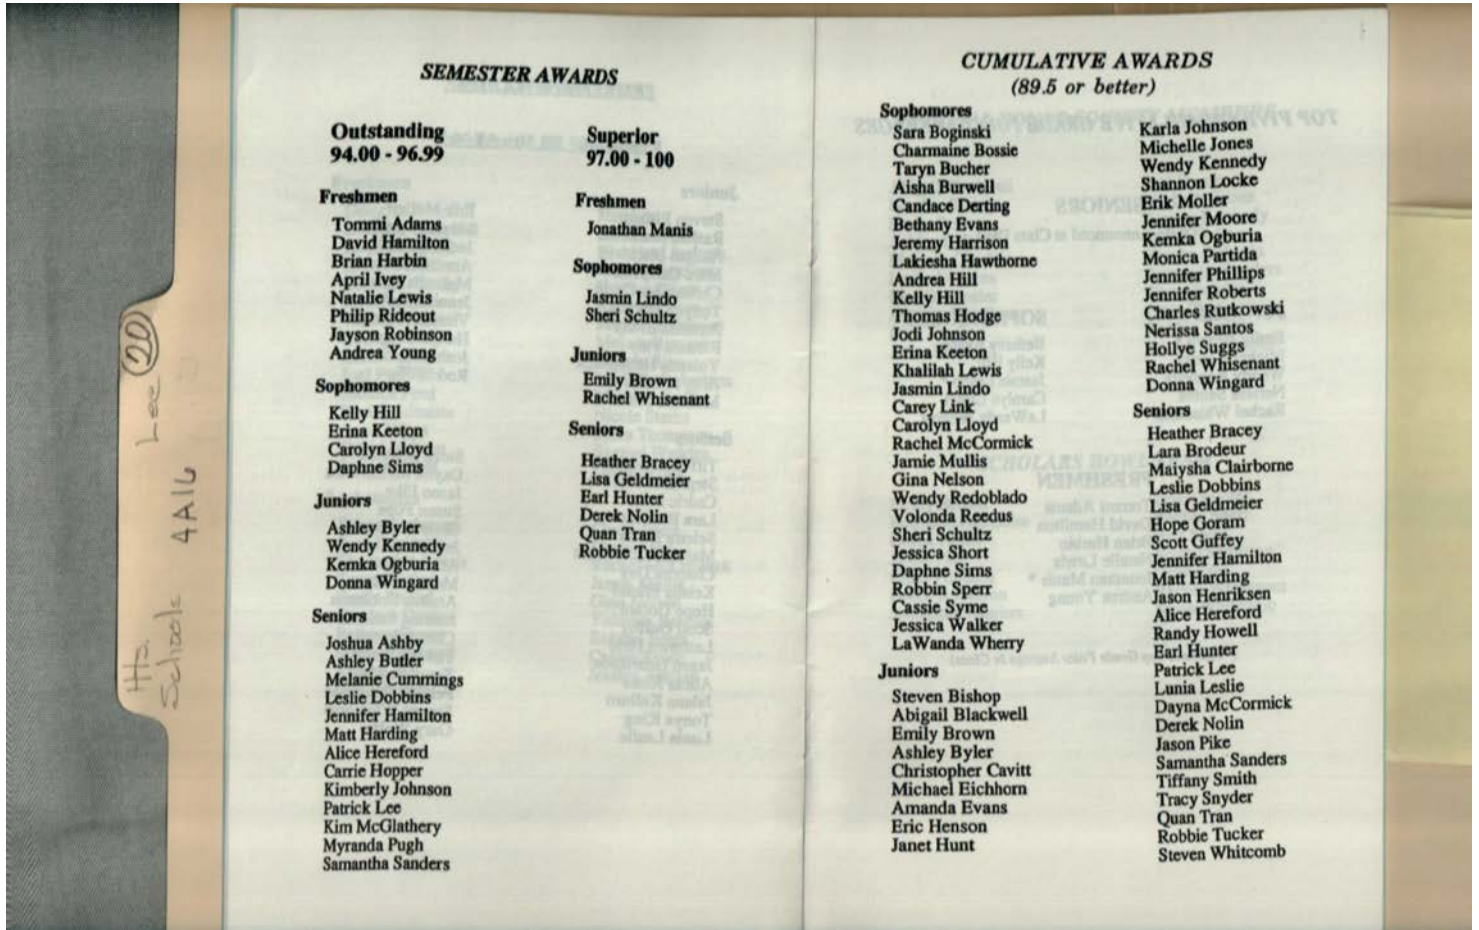 SEMESTER AWARDS
Outstanding
94.00 - 96.99
Freshmen
Tommi Adams
David Hamilton
Brian Harbin
April Ivey
Natalie Lewis
Philip Rideout
Jayson Robinson
Andrea Young
Sophomores
Kelly Hill
Erina Keeton
Carolyn Lloyd
Daphne Sims
Juniors
Ashley Byler
Wendy Kennedy
Kemka Ogburia
Donna Wingard
Seniors
Joshua Ashby
Ashley Butler
Melanie Cummings
Leslie Dobbins
Jennifer Hamilton
Matt Harding
Alice Hereford
Carrie Hopper
Kimberly Johnson
Patrick Lee
Kim McGlathery
Myranda Pugh
Samantha Sanders
Superior
97.00 - 100
Freshmen
Jonathan Manis
Sophomores
Jasmin Lindo
Sheri Schultz
Juniors
Emily Brown
Rachel Whisenant
Seniors
Heather Bracey
Lisa Geldmeier
Earl Hunter
Derek Nolin
Quan Tran
Robbie Tucker
CUMULATIVE AWARDS
(89.5 or better)
Sophomores
Sara Boginski
Charmaine Bossie
Taryn Bucher
Aisha Burwell
Candace Derting
Bethany Evans
Jeremy Harrison
Lakiesha Hawthorne
Andrea Hill
Kelly Hill
Thomas Hodge
Jodi Johnson
Erina Keeton
Khalilah Lewis
Jasmin Lindo
Carey Link
Carolyn Lloyd
Rachel McCormick
Jamie Mullis
Gina Nelson
Wendy Redoblado
Volonda Reedus
Sheri Schultz
Jessica Short
Daphne Sims
Robbin Sperr
Cassie Syme
Jessica Walker
LaWanda Wherry
Juniors
Steven Bishop
Abigail Blackwell
Emily Brown
Ashley Byler
Christopher Cavitt
Michael Eichhorn
Amanda Evans
Eric Henson
Janet Hunt
Karla Johnson
Michelle Jones
Wendy Kennedy
Shannon Locke
Erik Moller
Jennifer Moore
Kemka Ogburia
Monica Partida
Jennifer Phillips
Jennifer Roberts
Charles Rutkowski
Nerissa Santos
Hollye Suggs
Rachel Whisenant
Donna Wingard
Seniors
Heather Bracey
Lara Brodeur
Maiysha Clairborne
Leslie Dobbins
Lisa Geldmeier
Hope Goram
Scott Guffey
Jennifer Hamilton
Matt Harding
Jason Henriksen
Alice Hereford
Randy Howell
Earl Hunter
Patrick Lee
Lunia Leslie
Dayna McCormick
Derek Nolin
Jason Pike
Samantha Sanders
Tiffany Smith
Tracy Snyder
Quan Tran
Robbie Tucker
Steven Whitcomb
Schools 4A16
Lee 20